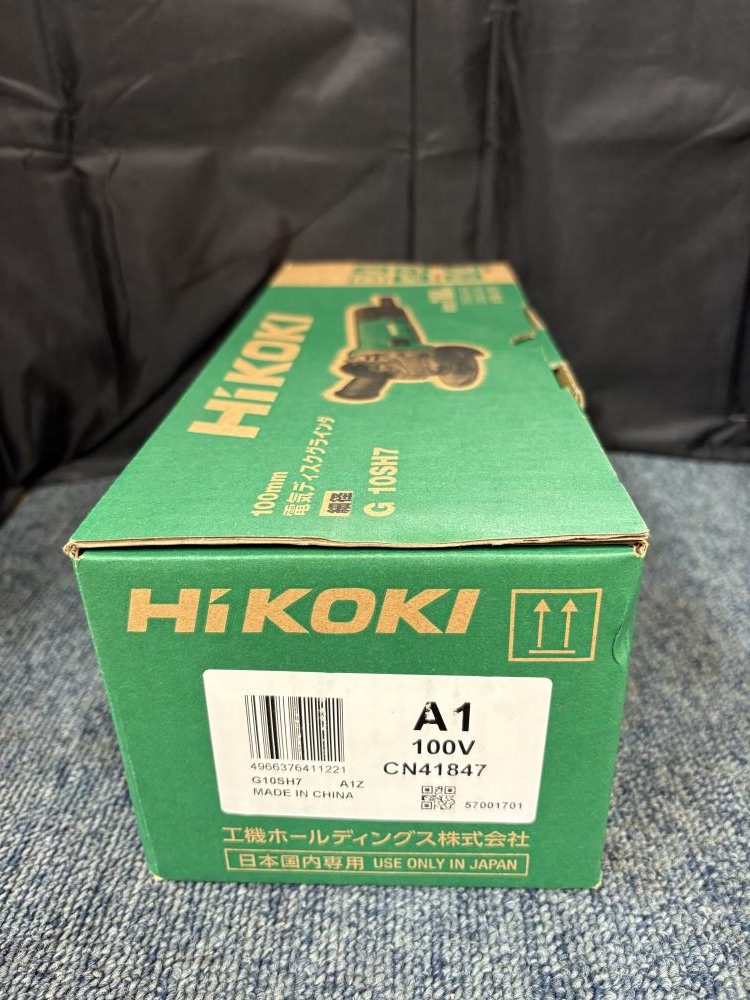 HiKOKI
100mm
電気ディスクグラインダ
細径
G 10SH7
HiKOKI
A1
100V
4966376411221
CN41847
G10SH7 A1Z
MADE IN CHINA
57001701
工機ホールディングス株式会社
日本国内専用 USE ONLY IN JAPAN